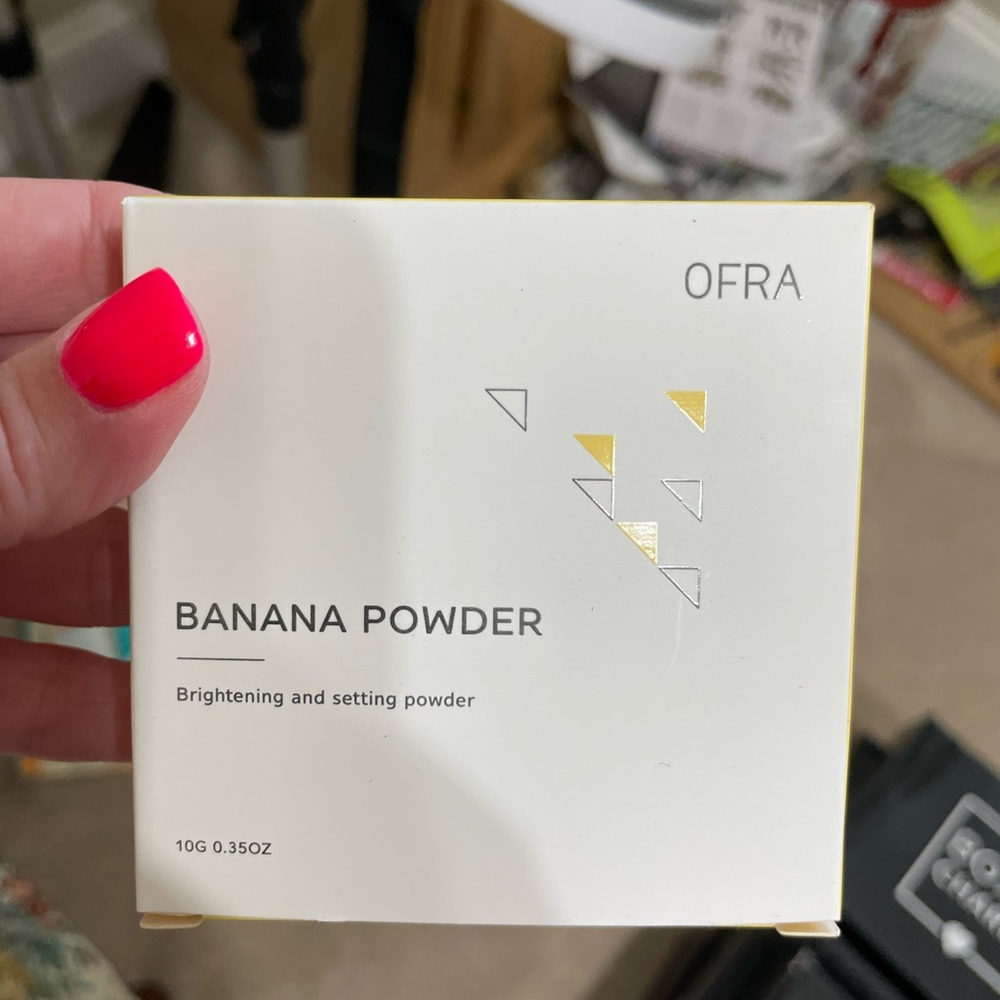 OFRA
BANANA POWDER
Brightening and setting powder
10G 0.35OZ